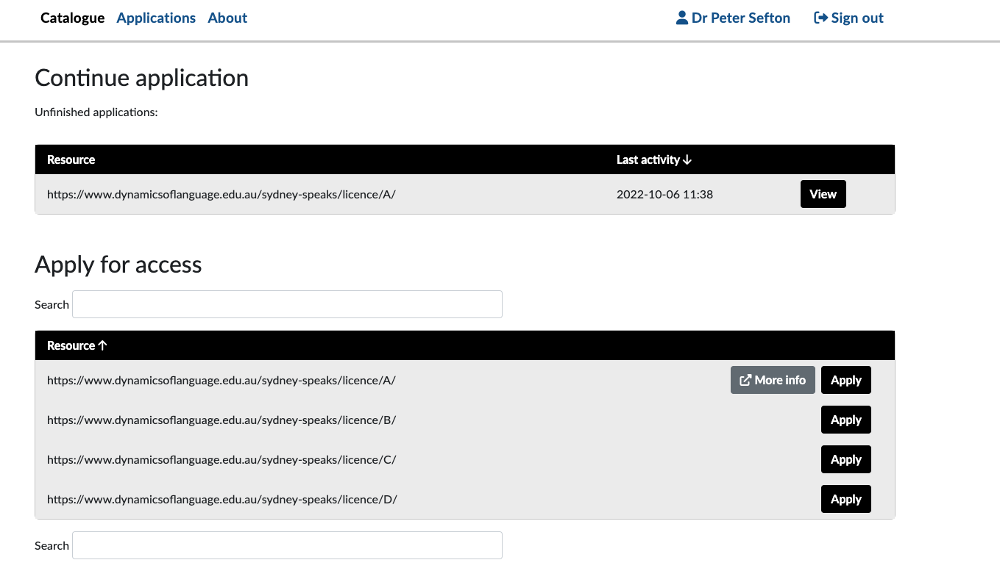 Catalogue Applications About Dr Peter Sefton Sign out
Continue application
Unfinished applications:
Resource Last activity ↓
https://www.dynamicsoflanguage.edu.au/sydney-speaks/licence/A/ 2022-10-06 11:38 View
Apply for access
Search
Resource ↑
https://www.dynamicsoflanguage.edu.au/sydney-speaks/licence/A/ More info Apply
https://www.dynamicsoflanguage.edu.au/sydney-speaks/licence/B/ Apply
https://www.dynamicsoflanguage.edu.au/sydney-speaks/licence/C/ Apply
https://www.dynamicsoflanguage.edu.au/sydney-speaks/licence/D/ Apply
Search